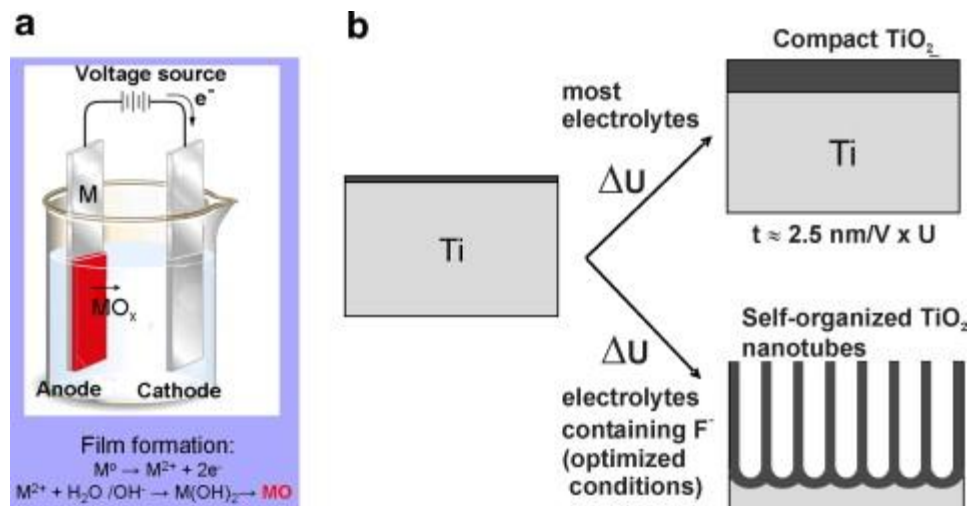 a
Voltage source
e⁻
M
MOₓ
Anode Cathode
Film formation:
M⁰ → M²⁺ + 2e⁻
M²⁺ + H₂O /OH⁻ → M(OH)₂→ MO
b
Ti
most
electrolytes
ΔU
Compact TiO₂
Ti
t ≈ 2.5 nm/V x U
ΔU
electrolytes
containing F⁻
(optimized
conditions)
Self-organized TiO₂
nanotubes